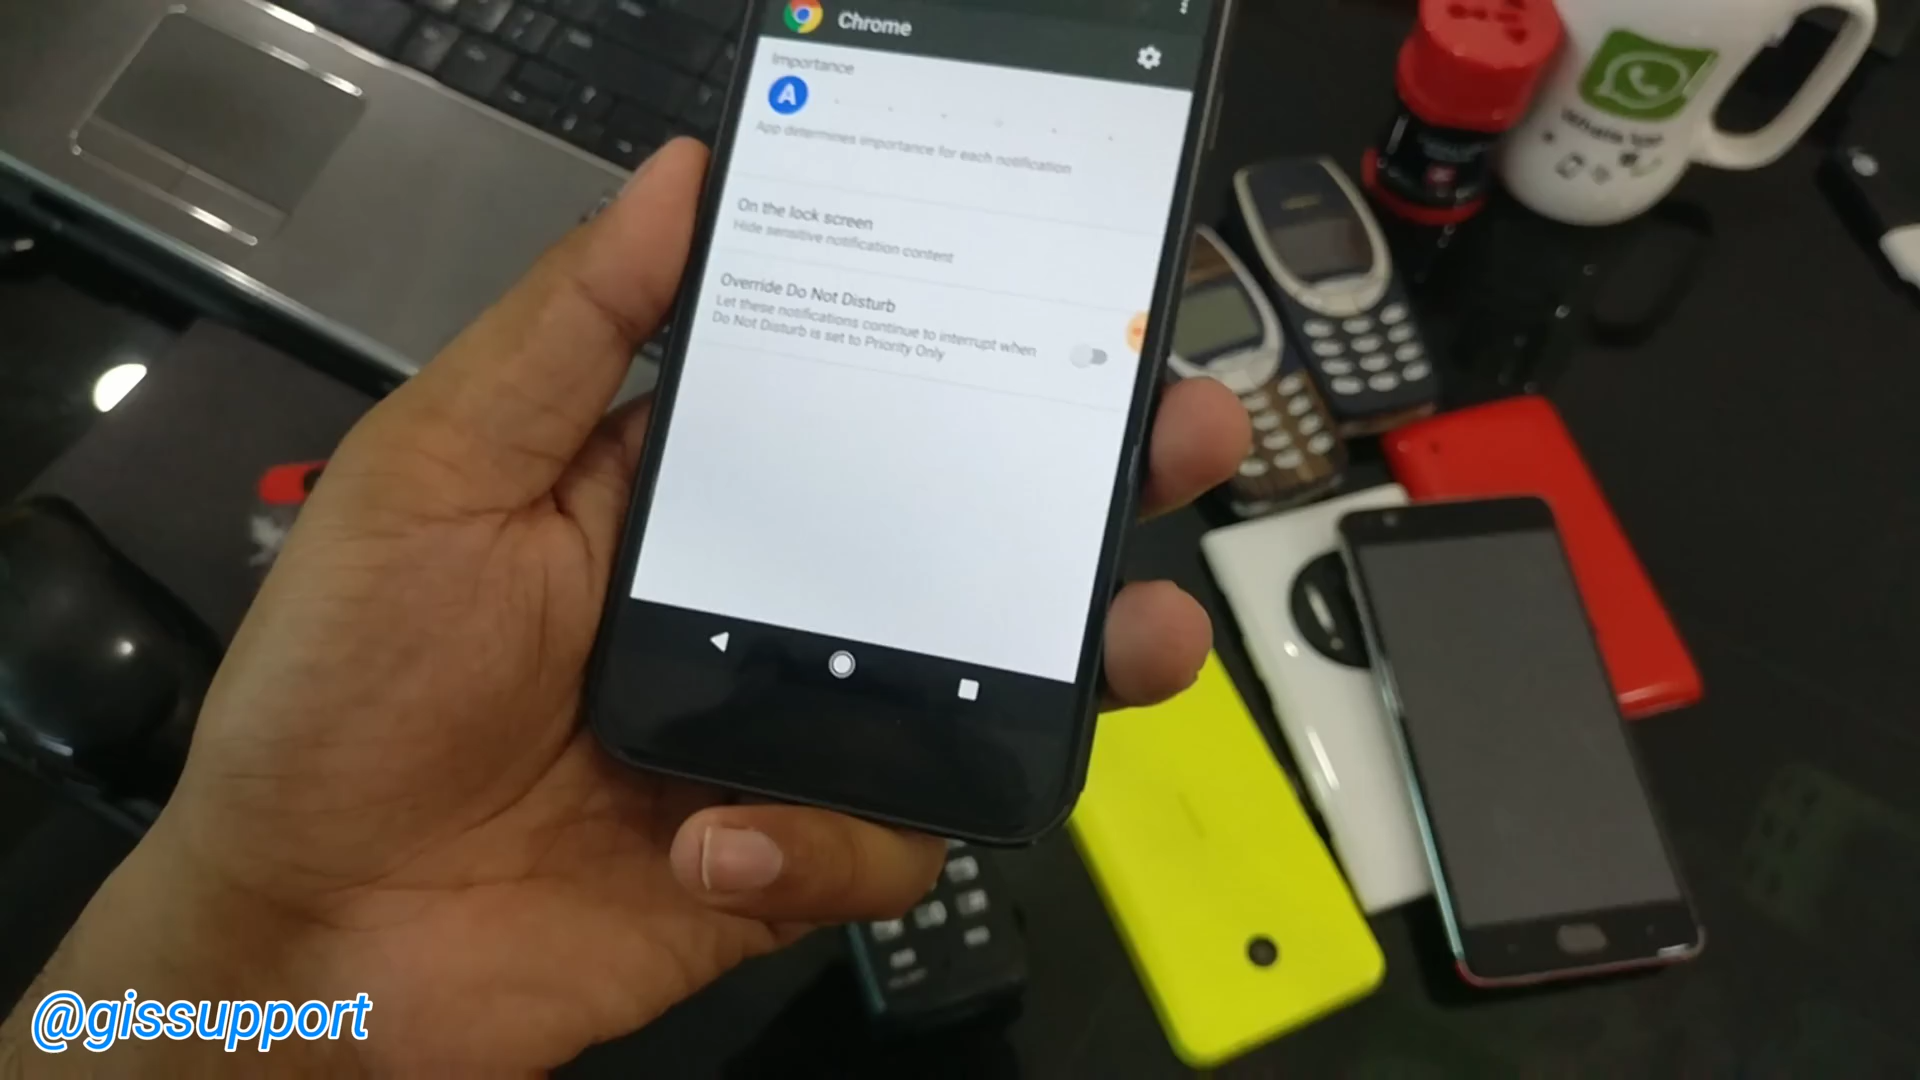 Chrome
Importance
A
App determines importance for each notification
On the lock screen
Hide sensitive notification content
Override Do Not Disturb
Let these notifications continue to interrupt when
Do Not Disturb is set to Priority Only
@gissupport